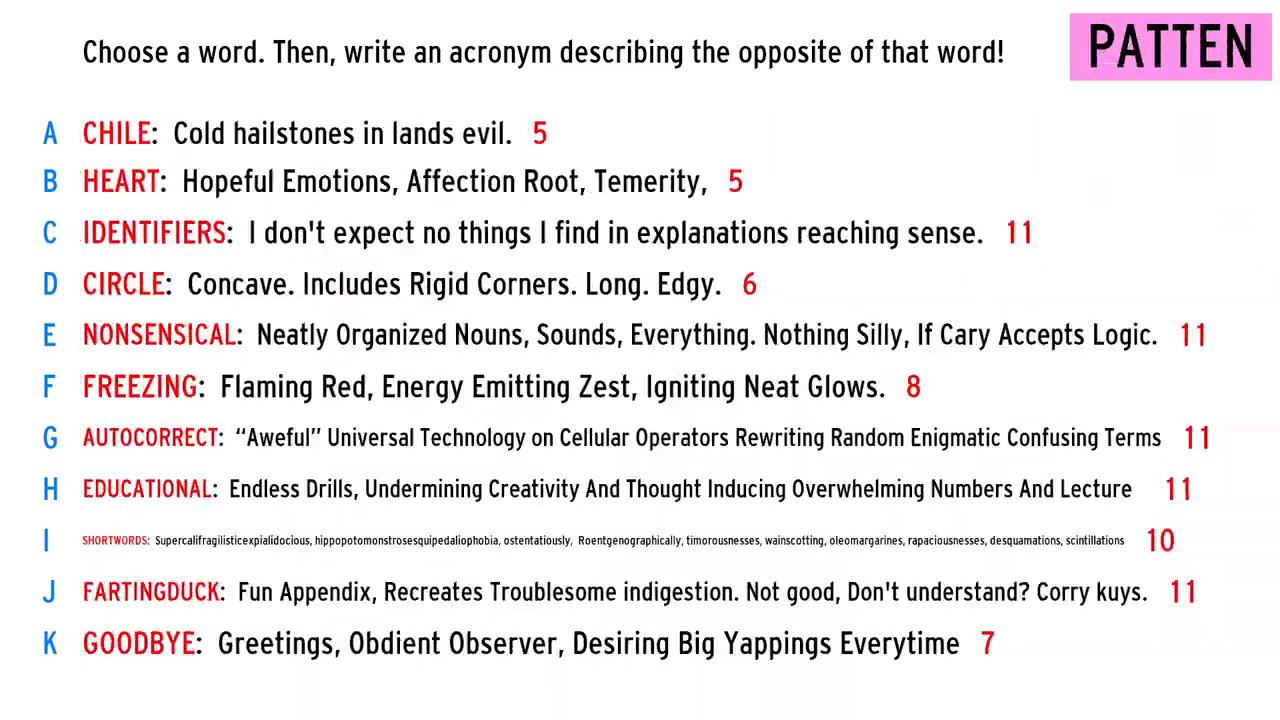 Choose a word. Then, write an acronym describing the opposite of that word! PATTEN
A CHILE: Cold hailstones in lands evil. 5
B HEART: Hopeful Emotions, Affection Root, Temerity, 5
C IDENTIFIERS: I don't expect no things I find in explanations reaching sense. 11
D CIRCLE: Concave. Includes Rigid Corners. Long. Edgy. 6
E NONSENSICAL: Neatly Organized Nouns, Sounds, Everything. Nothing Silly, If Cary Accepts Logic. 11
F FREEZING: Flaming Red, Energy Emitting Zest, Igniting Neat Glows. 8
G AUTOCORRECT: “Aweful” Universal Technology on Cellular Operators Rewriting Random Enigmatic Confusing Terms 11
H EDUCATIONAL: Endless Drills, Undermining Creativity And Thought Inducing Overwhelming Numbers And Lecture 11
I SHORTWORDS: Supercalifragilisticexpialidocious, hippopotomonstrosesquipedaliophobia, ostentatiously, Roentgenographically, timorousnesses, wainscotting, oleomargarines, rapaciousnesses, desquamations, scintillations 10
J FARTINGDUCK: Fun Appendix, Recreates Troublesome indigestion. Not good, Don't understand? Corry kuys. 11
K GOODBYE: Greetings, Obdient Observer, Desiring Big Yappings Everytime 7